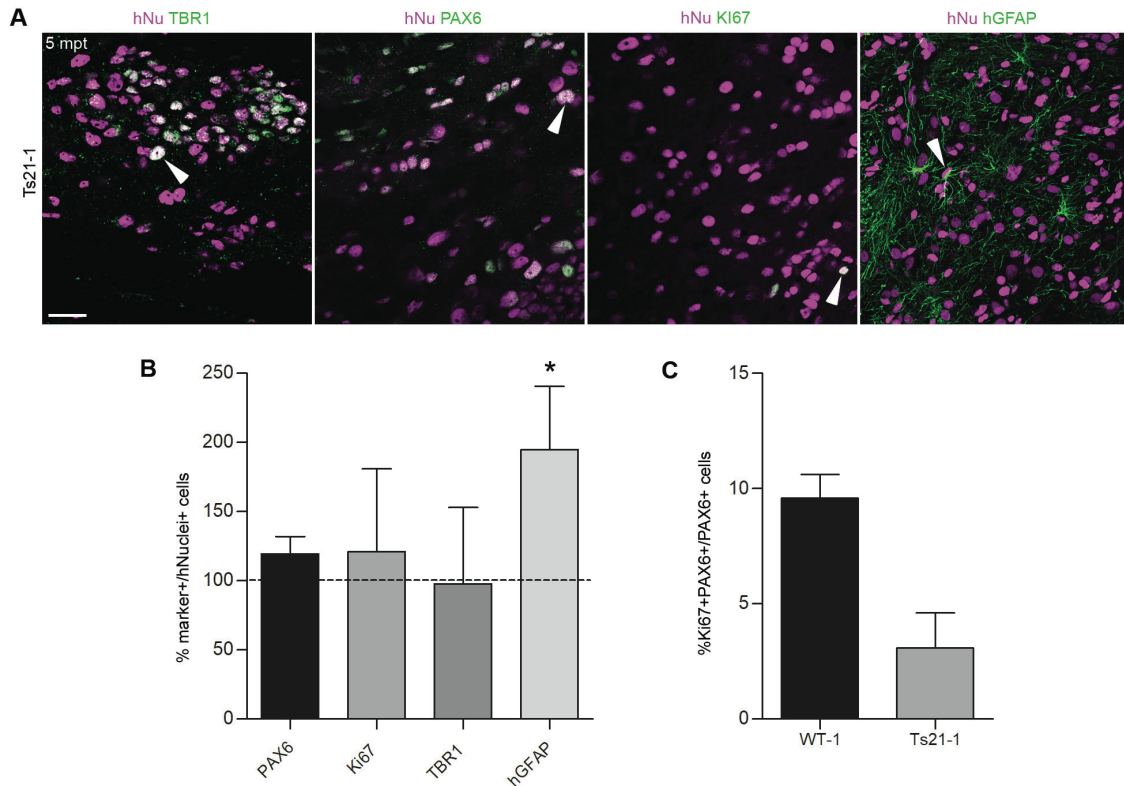 A
hNu TBR1
hNu PAX6
hNu KI67
hNu hGFAP
5 mpt
Ts21-1
B
% marker+/hNuclei+ cells
250
200
150
100
50
0
*
PAX6
Ki67
TBR1
hGFAP
C
%Ki67+PAX6+/PAX6+ cells
15
10
5
0
WT-1
Ts21-1